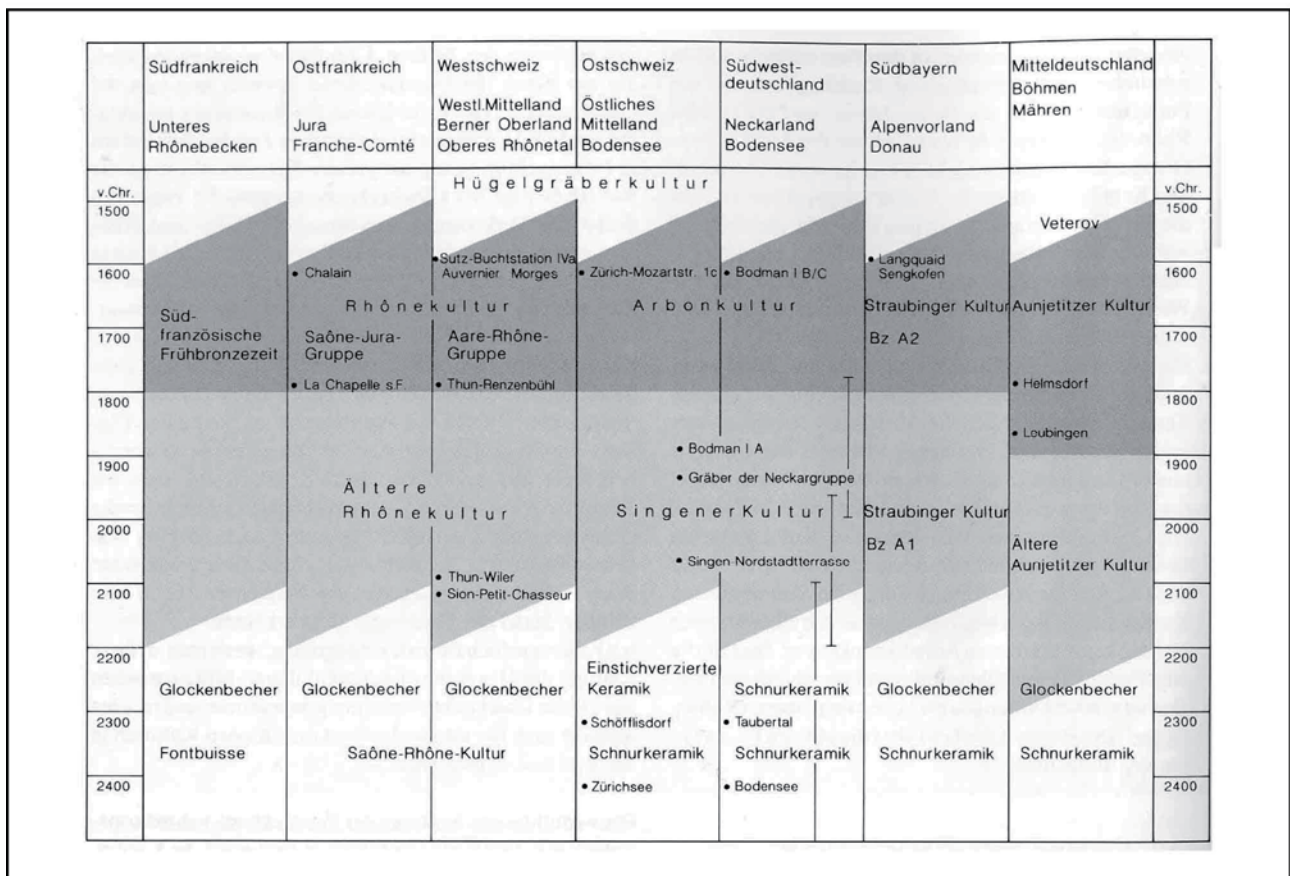 Südfrankreich
Unteres
Rhônebecken
Ostfrankreich
Jura
Franche-Comté
Westschweiz
Westl.Mittelland
Berner Oberland
Oberes Rhônetal
Ostschweiz
Östliches
Mittelland
Bodensee
Südwest-
deutschland
Neckarland
Bodensee
Südbayern
Alpenvorland
Donau
Mitteldeutschland
Böhmen
Mähren
v.Chr.
1500
1600
1700
1800
1900
2000
2100
2200
2300
2400
Hügelgräberkultur
Süd-
französische
Frühbronzezeit
Chalain
Rhônekultur
Saône-Jura-
Gruppe
La Chapelle s.F.
Sutz-Buchtstation IVa
Auvernier Morges
Aare-Rhône-
Gruppe
Thun-Renzenbühl
Zürich-Mozartstr. 1c
Bodman I B/C
Arbonkultur
Langquaid
Sengkofen
Straubinger Kultur
Bz A2
Veterov
Aunjetitzer Kultur
Helmsdorf
Leubingen
Ältere
Rhônekultur
Thun-Wiler
Sion-Petit-Chasseur
Bodman I A
Gräber der Neckargruppe
Singener Kultur
Singen-Nordstadtterrasse
Straubinger Kultur
Bz A1
Ältere
Aunjetitzer Kultur
Glockenbecher
Fontbuisse
Glockenbecher
Glockenbecher
Saône-Rhône-Kultur
Einstichverzierte
Keramik
Schöfflisdorf
Schnurkeramik
Zürichsee
Schnurkeramik
Taubertal
Schnurkeramik
Bodensee
Glockenbecher
Schnurkeramik
Glockenbecher
Schnurkeramik
v.Chr.
1500
1600
1700
1800
1900
2000
2100
2200
2300
2400